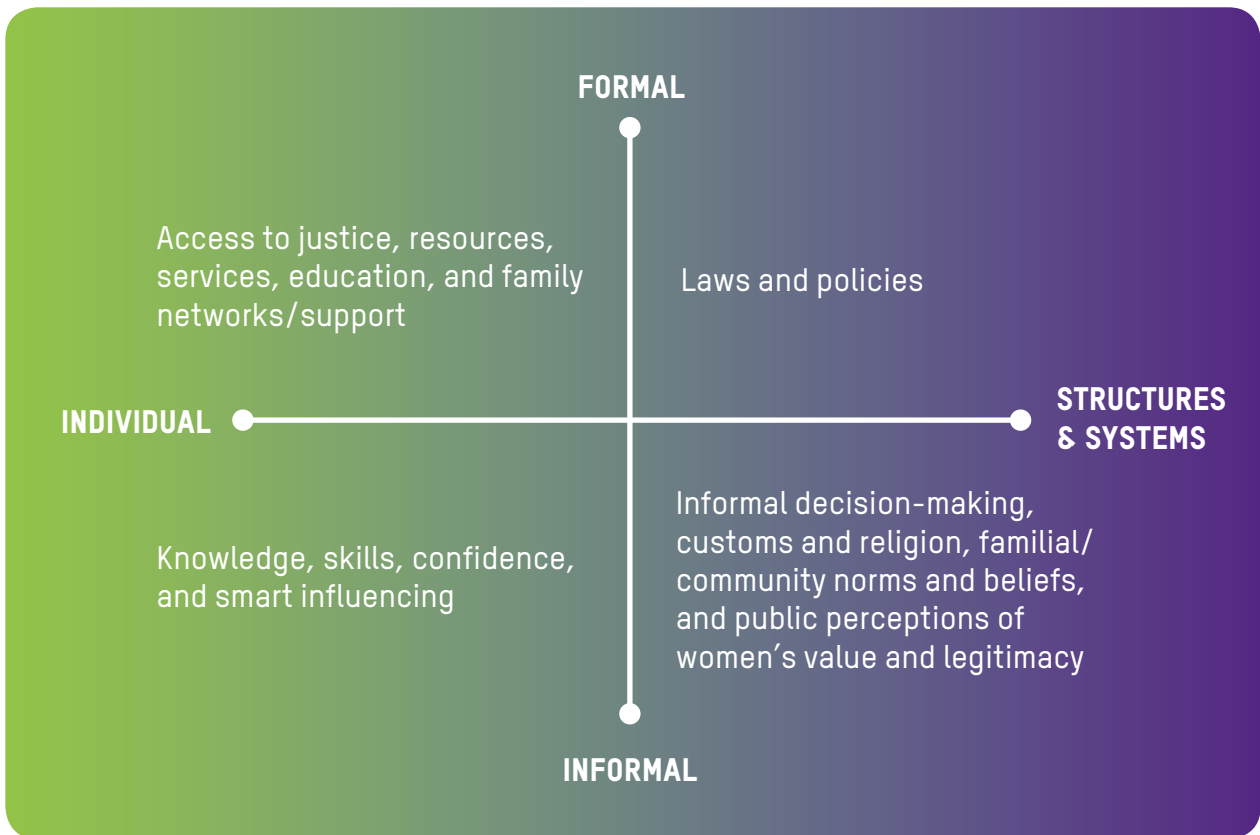 FORMAL
Access to justice, resources,
services, education, and family
networks/support
Laws and policies
INDIVIDUAL
STRUCTURES
& SYSTEMS
Knowledge, skills, confidence,
and smart influencing
Informal decision-making,
customs and religion, familial/
community norms and beliefs,
and public perceptions of
women’s value and legitimacy
INFORMAL